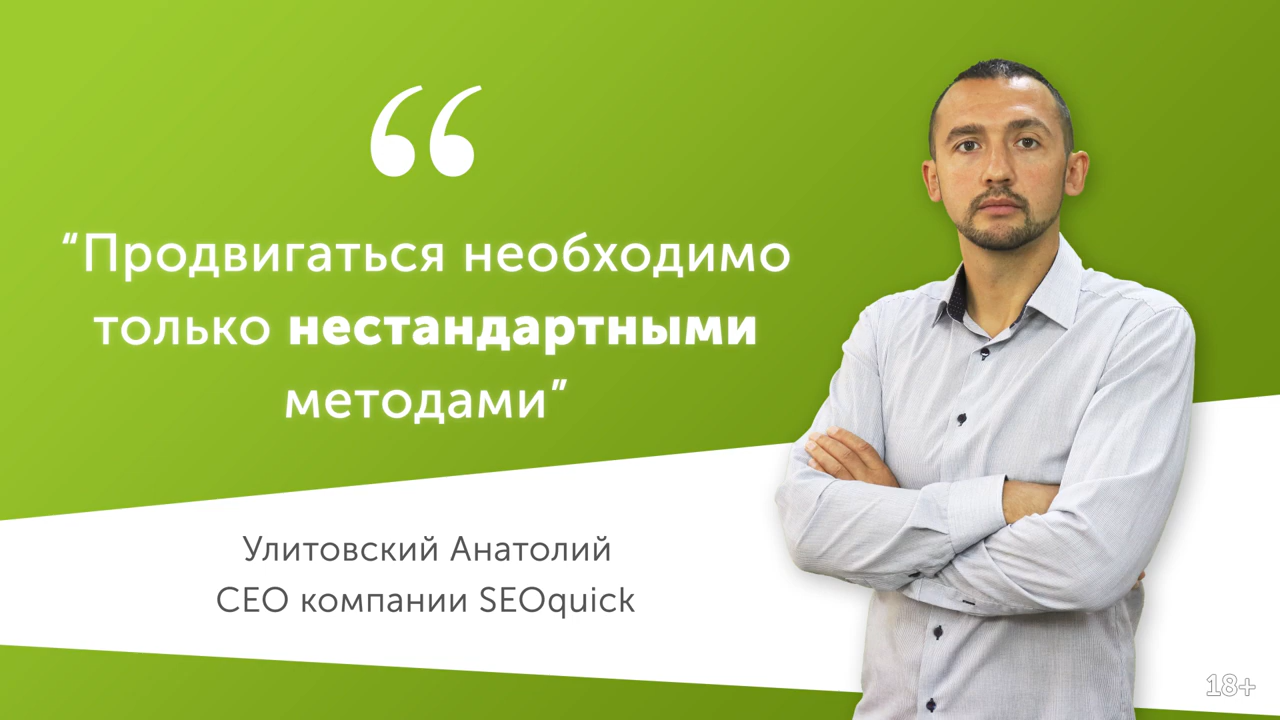 “
“Продвигаться необходимо
только нестандартными
методами”
Улитовский Анатолий
CEO компании SEOquick
18+